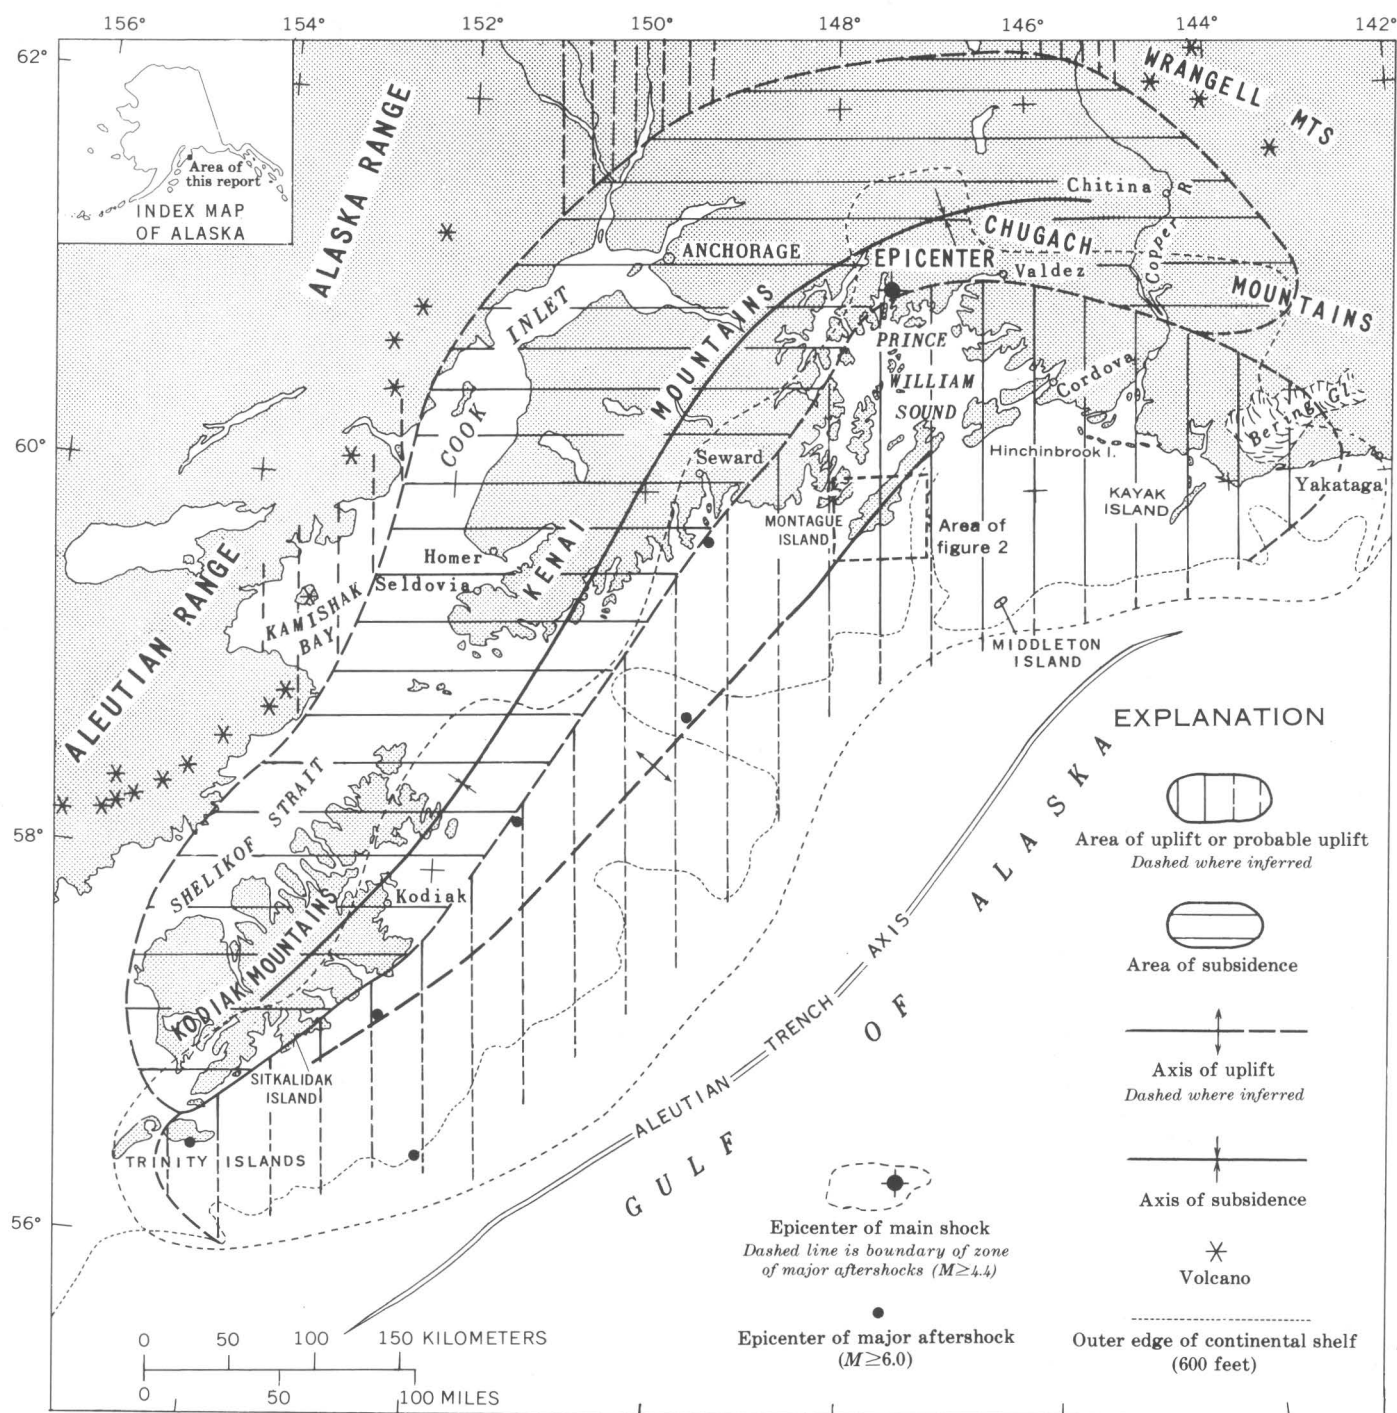 156° 154° 152° 150° 148° 146° 144° 142°
62°
60°
58°
56°
Area of
this report
INDEX MAP
OF ALASKA
ALASKA RANGE
WRANGELL MTS
Chitina
Copper R
CHUGACH
MOUNTAINS
ANCHORAGE
EPICENTER
Valdez
COOK INLET
KENAI MOUNTAINS
PRINCE
WILLIAM
SOUND
Cordova
Bering Gl.
Seward
Hinchinbrook I.
Yakataga
KAYAK
ISLAND
MONTAGUE
ISLAND
Area of
figure 2
Homer
Seldovia
ALEUTIAN RANGE
KAMISHAK
BAY
MIDDLETON
ISLAND
SHELIKOF STRAIT
Kodiak
KODIAK MOUNTAINS
SITKALIDAK
ISLAND
TRINITY ISLANDS
ALEUTIAN TRENCH AXIS
GULF OF ALASKA
EXPLANATION
Area of uplift or probable uplift
Dashed where inferred
Area of subsidence
Axis of uplift
Dashed where inferred
Axis of subsidence
Volcano
Outer edge of continental shelf
(600 feet)
Epicenter of main shock
Dashed line is boundary of zone
of major aftershocks (M≥4.4)
Epicenter of major aftershock
(M≥6.0)
0 50 100 150 KILOMETERS
0 50 100 MILES